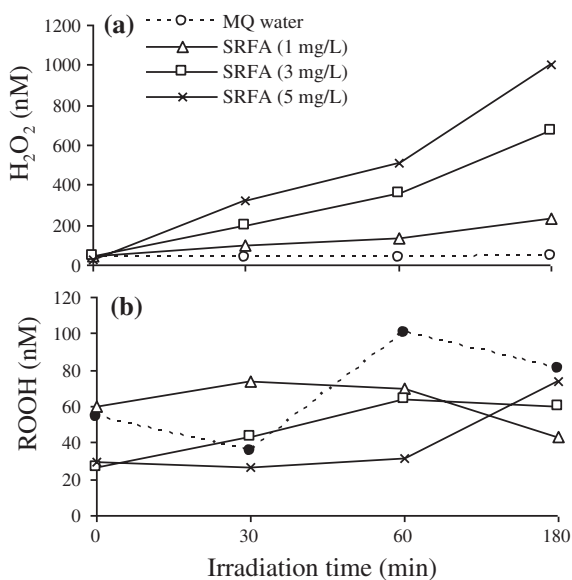 (a)
MQ water
SRFA (1 mg/L)
SRFA (3 mg/L)
SRFA (5 mg/L)
H₂O₂ (nM)
1200
1000
800
600
400
200
0
(b)
ROOH (nM)
120
100
80
60
40
20
0
0 30 60 180
Irradiation time (min)